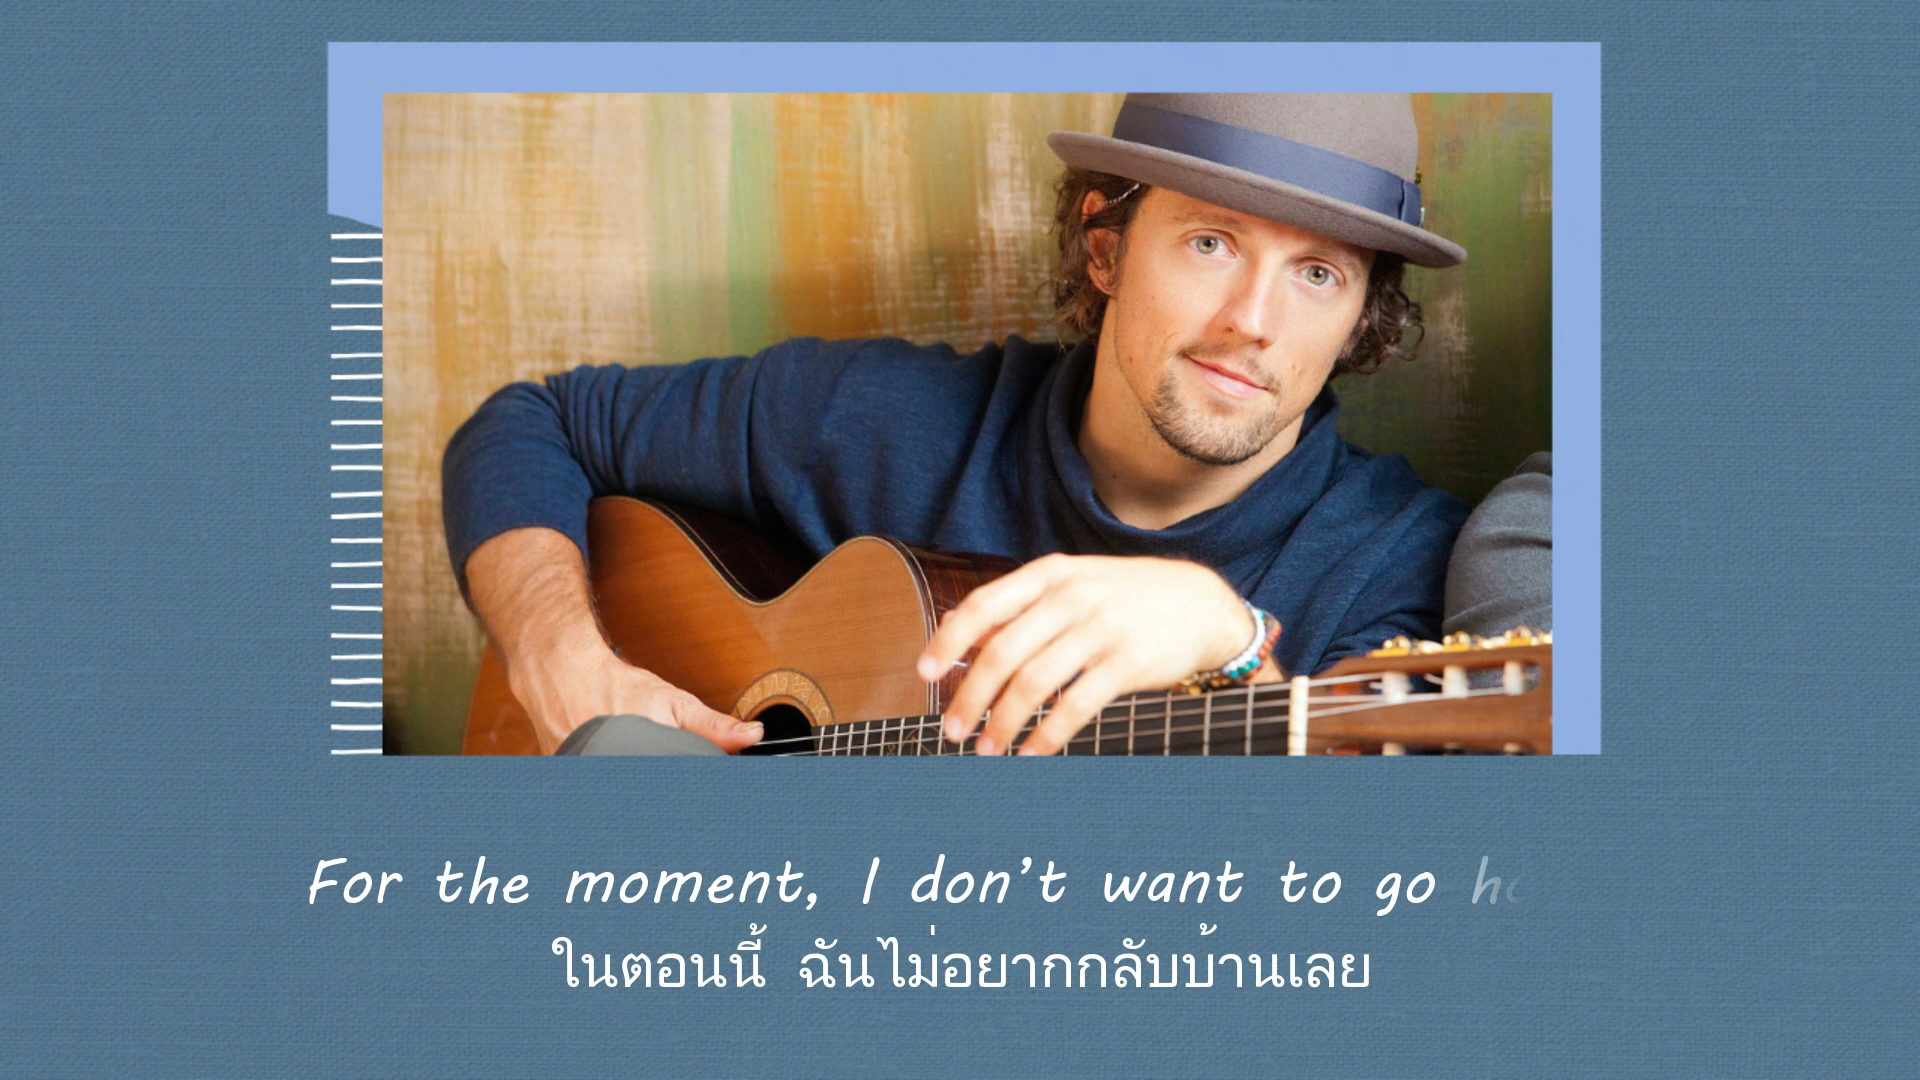 For the moment, I don't want to go
ในตอนนี้ ฉันไม่อยากกลับบ้านเลย